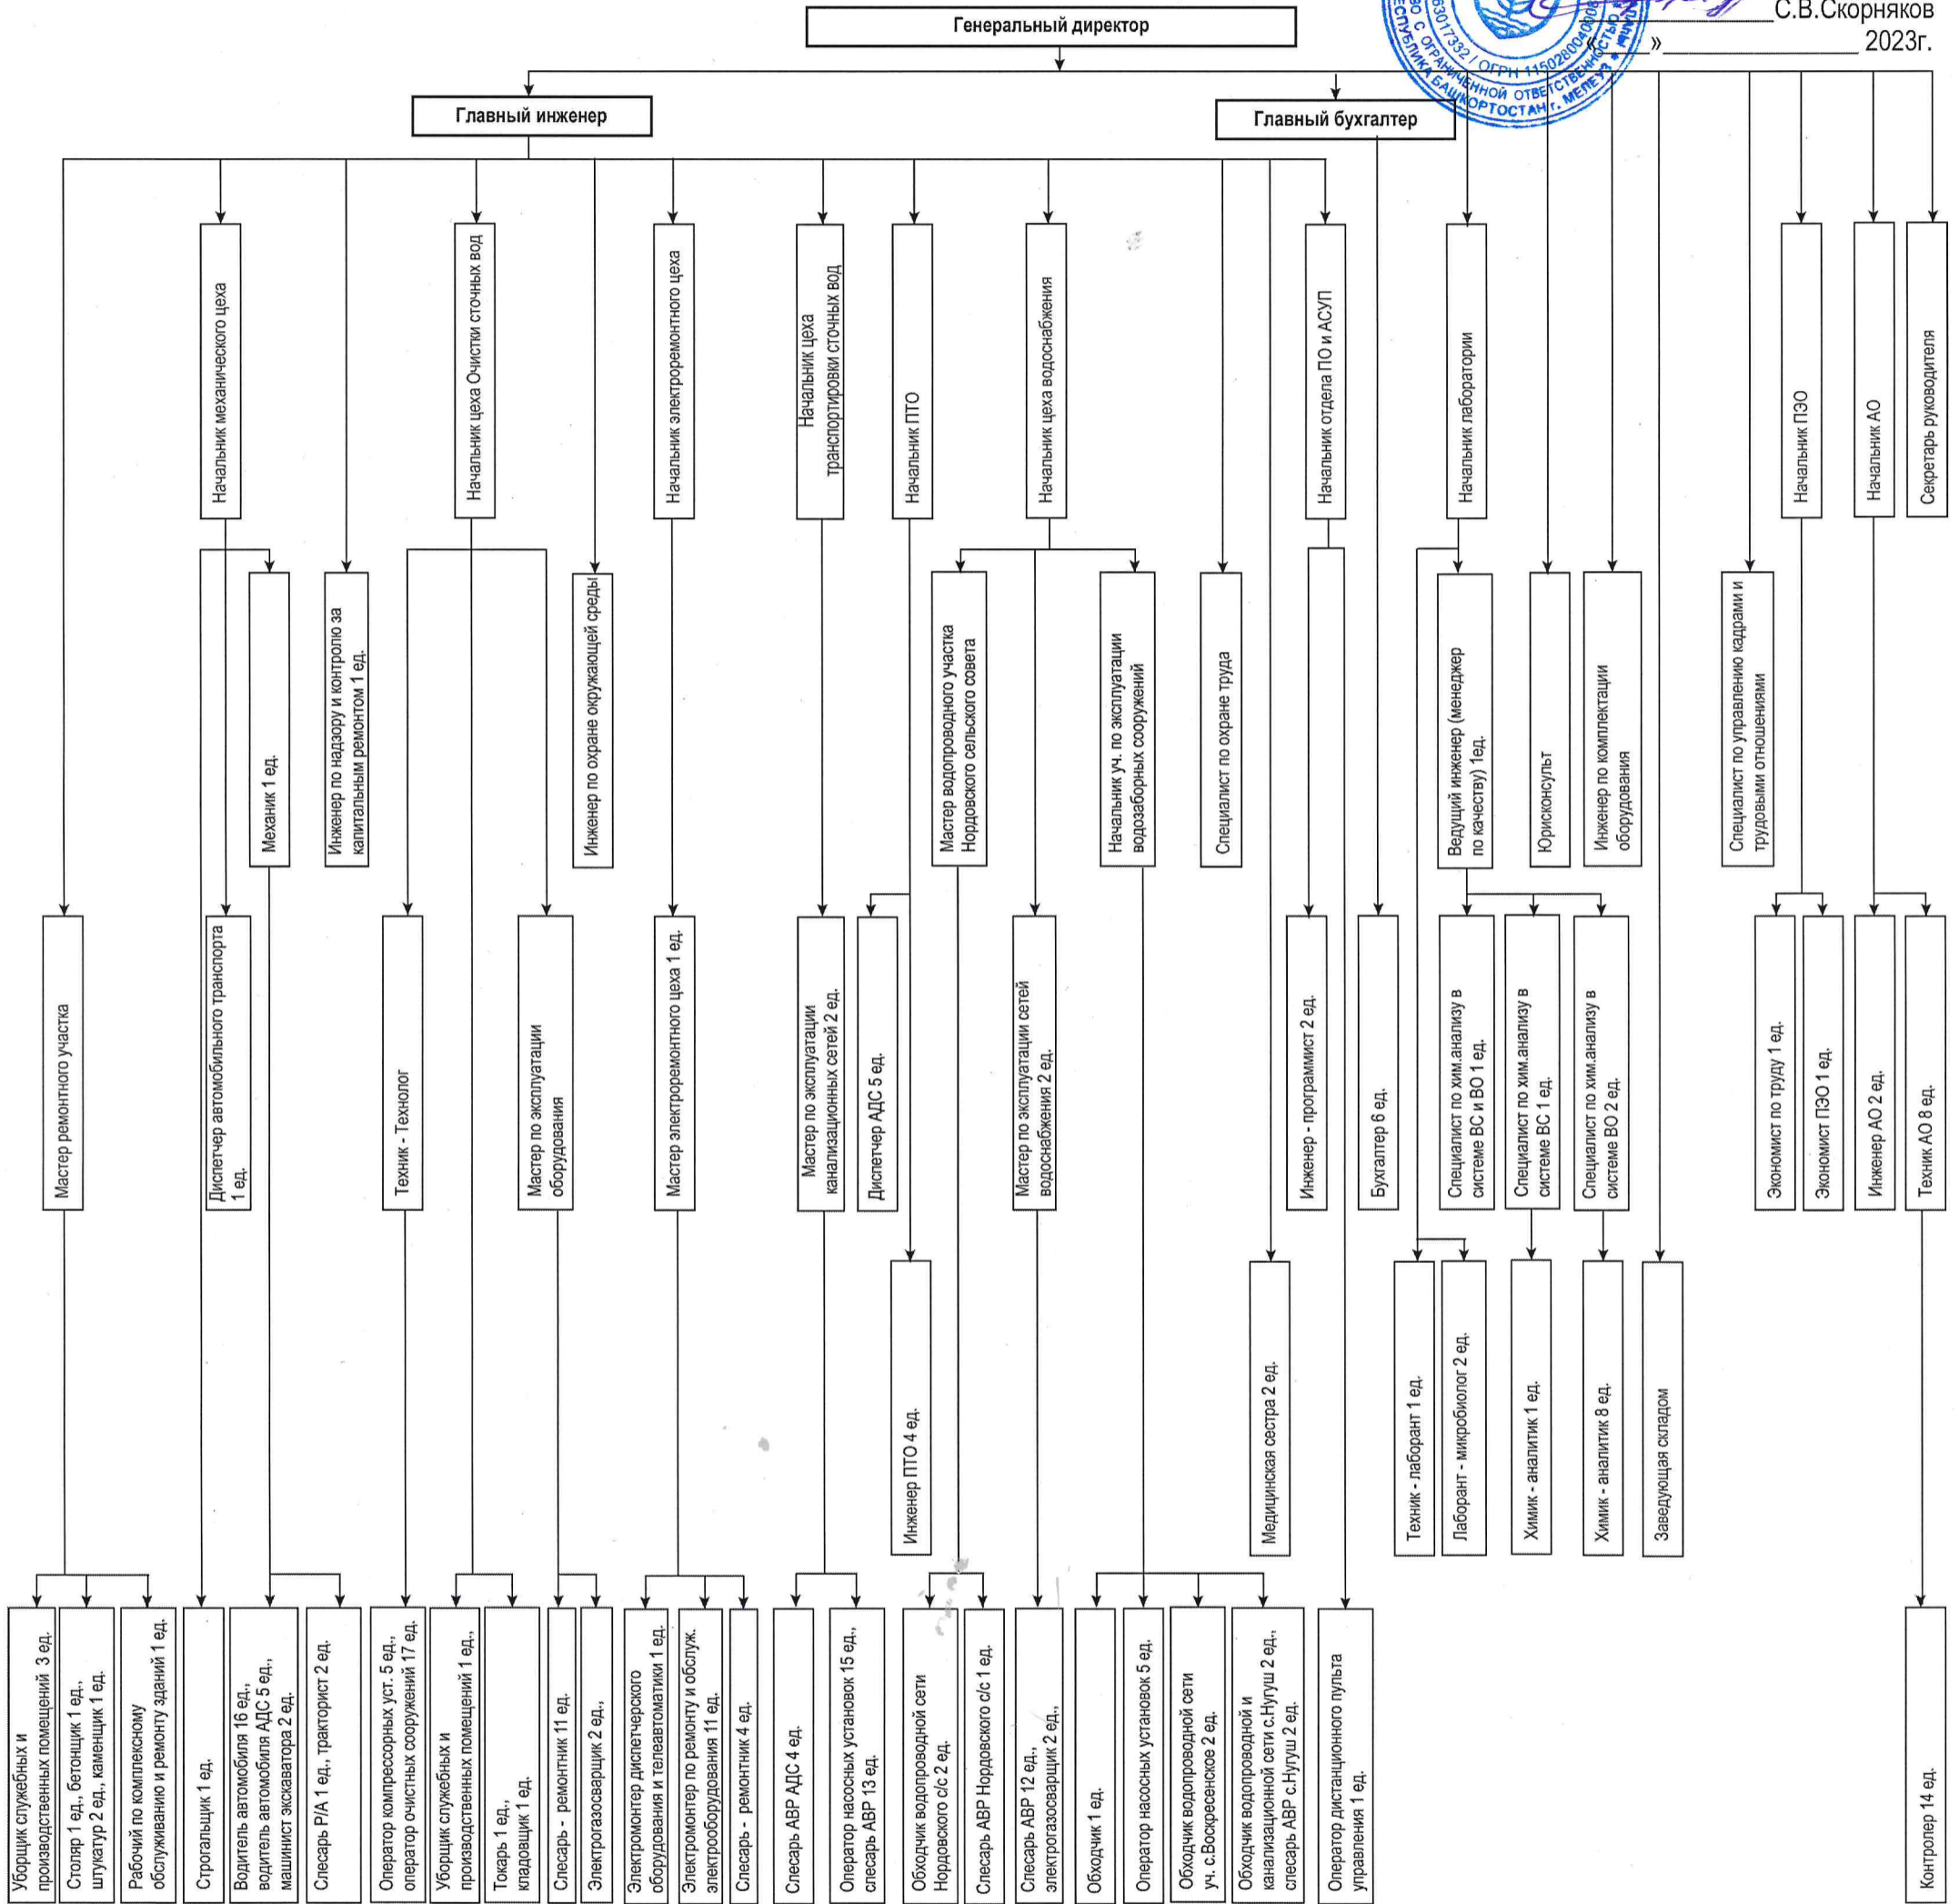 Генеральный директор
С.В.Скорняков
«___»______________ 2023г.
63017332 / ОГРН 1150280040908
С ОГРАНИЧЕННОЙ ОТВЕТСТВЕННОСТЬЮ
РЕСПУБЛИКА БАШКОРТОСТАН г. МЕЛЕУЗ
Главный инженер
Главный бухгалтер
Начальник механического цеха
Начальник цеха Очистки сточных вод
Начальник электроремонтного цеха
Начальник цеха
транспортировки сточных вод
Начальник ПТО
Начальник цеха водоснабжения
Начальник отдела ПО и АСУП
Начальник лаборатории
Начальник ПЭО
Начальник АО
Секретарь руководителя
Механик 1 ед.
Инженер по надзору и контролю за
капитальным ремонтом 1 ед.
Инженер по охране окружающей среды
Мастер водопроводного участка
Нордовского сельского совета
Начальник уч. по эксплуатации
водозаборных сооружений
Специалист по охране труда
Ведущий инженер (менеджер
по качеству) 1ед.
Юрисконсульт
Инженер по комплектации
оборудования
Специалист по управлению кадрами и
трудовыми отношениями
Мастер ремонтного участка
Диспетчер автомобильного транспорта
1 ед.
Техник - Технолог
Мастер по эксплуатации
оборудования
Мастер электроремонтного цеха 1 ед.
Мастер по эксплуатации
канализационных сетей 2 ед.
Диспетчер АДС 5 ед.
Мастер по эксплуатации сетей
водоснабжения 2 ед.
Инженер - программист 2 ед.
Бухгалтер 6 ед.
Специалист по хим.анализу в
системе ВС и ВО 1 ед.
Специалист по хим.анализу в
системе ВС 1 ед.
Специалист по хим.анализу в
системе ВО 2 ед.
Экономист по труду 1 ед.
Экономист ПЭО 1 ед.
Инженер АО 2 ед.
Техник АО 8 ед.
Инженер ПТО 4 ед.
Медицинская сестра 2 ед.
Техник - лаборант 1 ед.
Лаборант - микробиолог 2 ед.
Химик - аналитик 1 ед.
Химик - аналитик 8 ед.
Заведующая складом
Уборщик служебных и
производственных помещений 3 ед.
Столяр 1 ед., бетонщик 1 ед.,
штукатур 2 ед., каменщик 1 ед.
Рабочий по комплексному
обслуживанию и ремонту зданий 1 ед.
Строгальщик 1 ед.
Водитель автомобиля 16 ед.,
водитель автомобиля АДС 5 ед.,
машинист экскаватора 2 ед.
Слесарь Р/А 1 ед., тракторист 2 ед.
Оператор компрессорных уст. 5 ед.,
оператор очистных сооружений 17 ед.
Уборщик служебных и
производственных помещений 1 ед.,
Токарь 1 ед.,
кладовщик 1 ед.
Слесарь - ремонтник 11 ед.
Электрогазосварщик 2 ед.,
Электромонтер диспетчерского
оборудования и телеавтоматики 1 ед.
Электромонтер по ремонту и обслуж.
электрооборудования 11 ед.
Слесарь - ремонтник 4 ед.
Слесарь АВР АДС 4 ед.
Оператор насосных установок 15 ед.,
слесарь АВР 13 ед.
Обходчик водопроводной сети
Нордовского с/с 2 ед.
Слесарь АВР Нордовского с/с 1 ед.
Слесарь АВР 12 ед.,
электрогазосварщик 2 ед.,
Обходчик 1 ед.
Оператор насосных установок 5 ед.
Обходчик водопроводной сети
уч. с.Воскресенское 2 ед.
Обходчик водопроводной и
канализационной сети с.Нугуш 2 ед.,
слесарь АВР с.Нугуш 2 ед.
Оператор дистанционного пульта
управления 1 ед.
Контролер 14 ед.